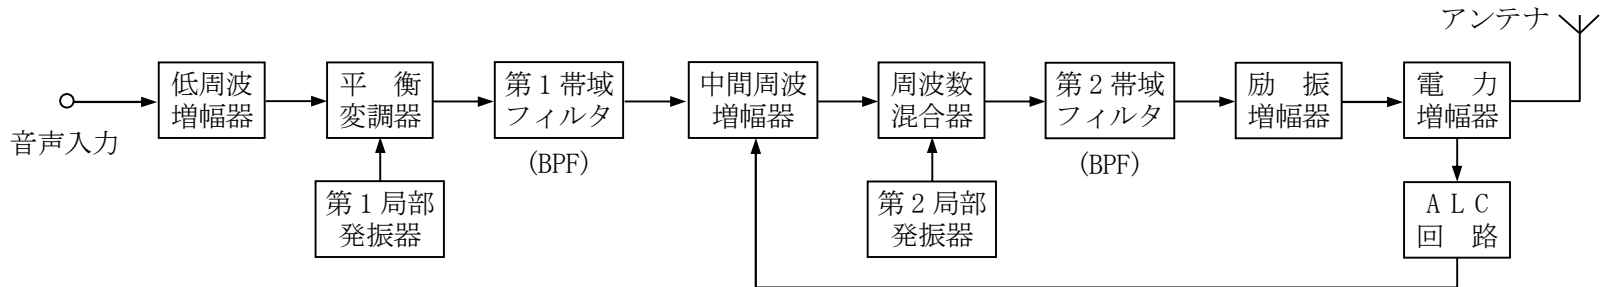 アンテナ
音声入力
低周波
増幅器
平　衡
変調器
第1局部
発振器
第1帯域
フィルタ
(BPF)
中間周波
増幅器
周波数
混合器
第2局部
発振器
第2帯域
フィルタ
(BPF)
励　振
増幅器
電　力
増幅器
ALC
回　路